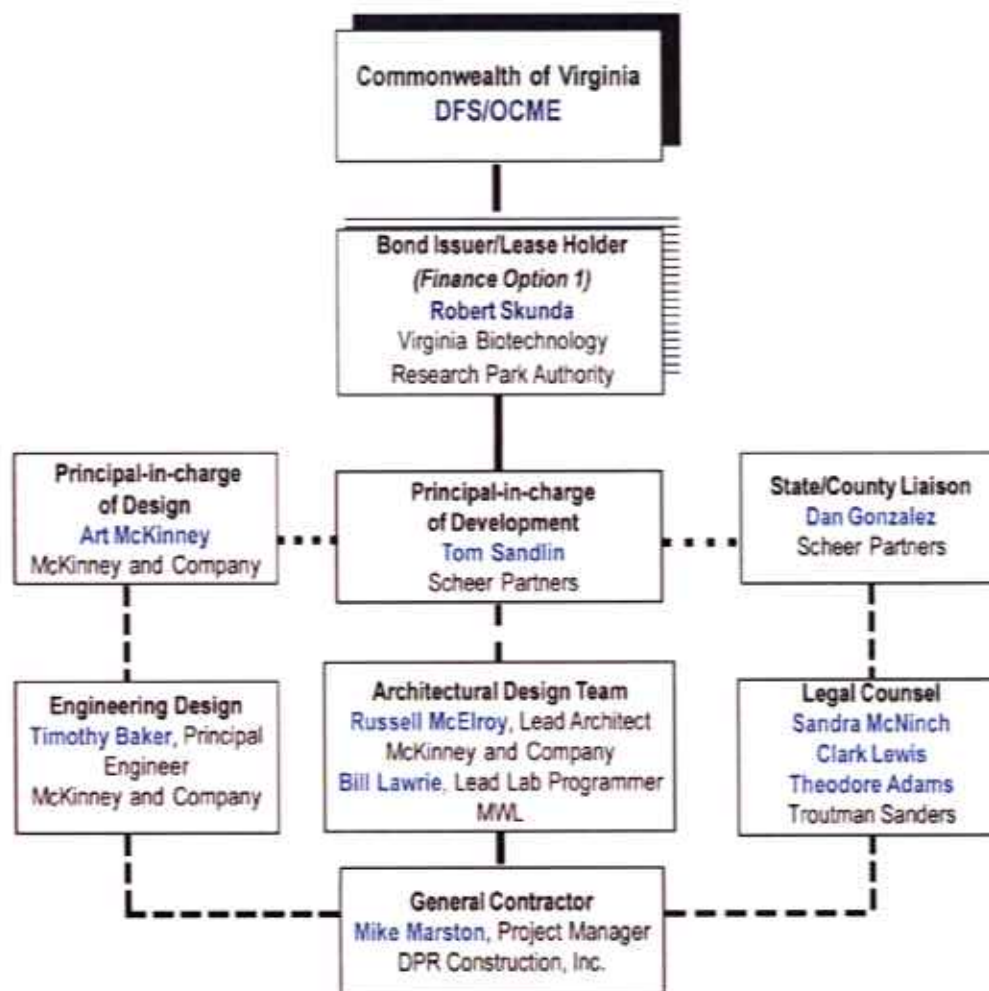 Commonwealth of Virginia
DFS/OCME
Bond Issuer/Lease Holder
(Finance Option 1)
Robert Skunda
Virginia Biotechnology
Research Park Authority
Principal-in-charge
of Design
Art McKinney
McKinney and Company
Principal-in-charge
of Development
Tom Sandlin
Scheer Partners
State/County Liaison
Dan Gonzalez
Scheer Partners
Engineering Design
Timothy Baker, Principal
Engineer
McKinney and Company
Architectural Design Team
Russell McElroy, Lead Architect
McKinney and Company
Bill Lawrie, Lead Lab Programmer
MWL
Legal Counsel
Sandra McNinch
Clark Lewis
Theodore Adams
Troutman Sanders
General Contractor
Mike Marston, Project Manager
DPR Construction, Inc.